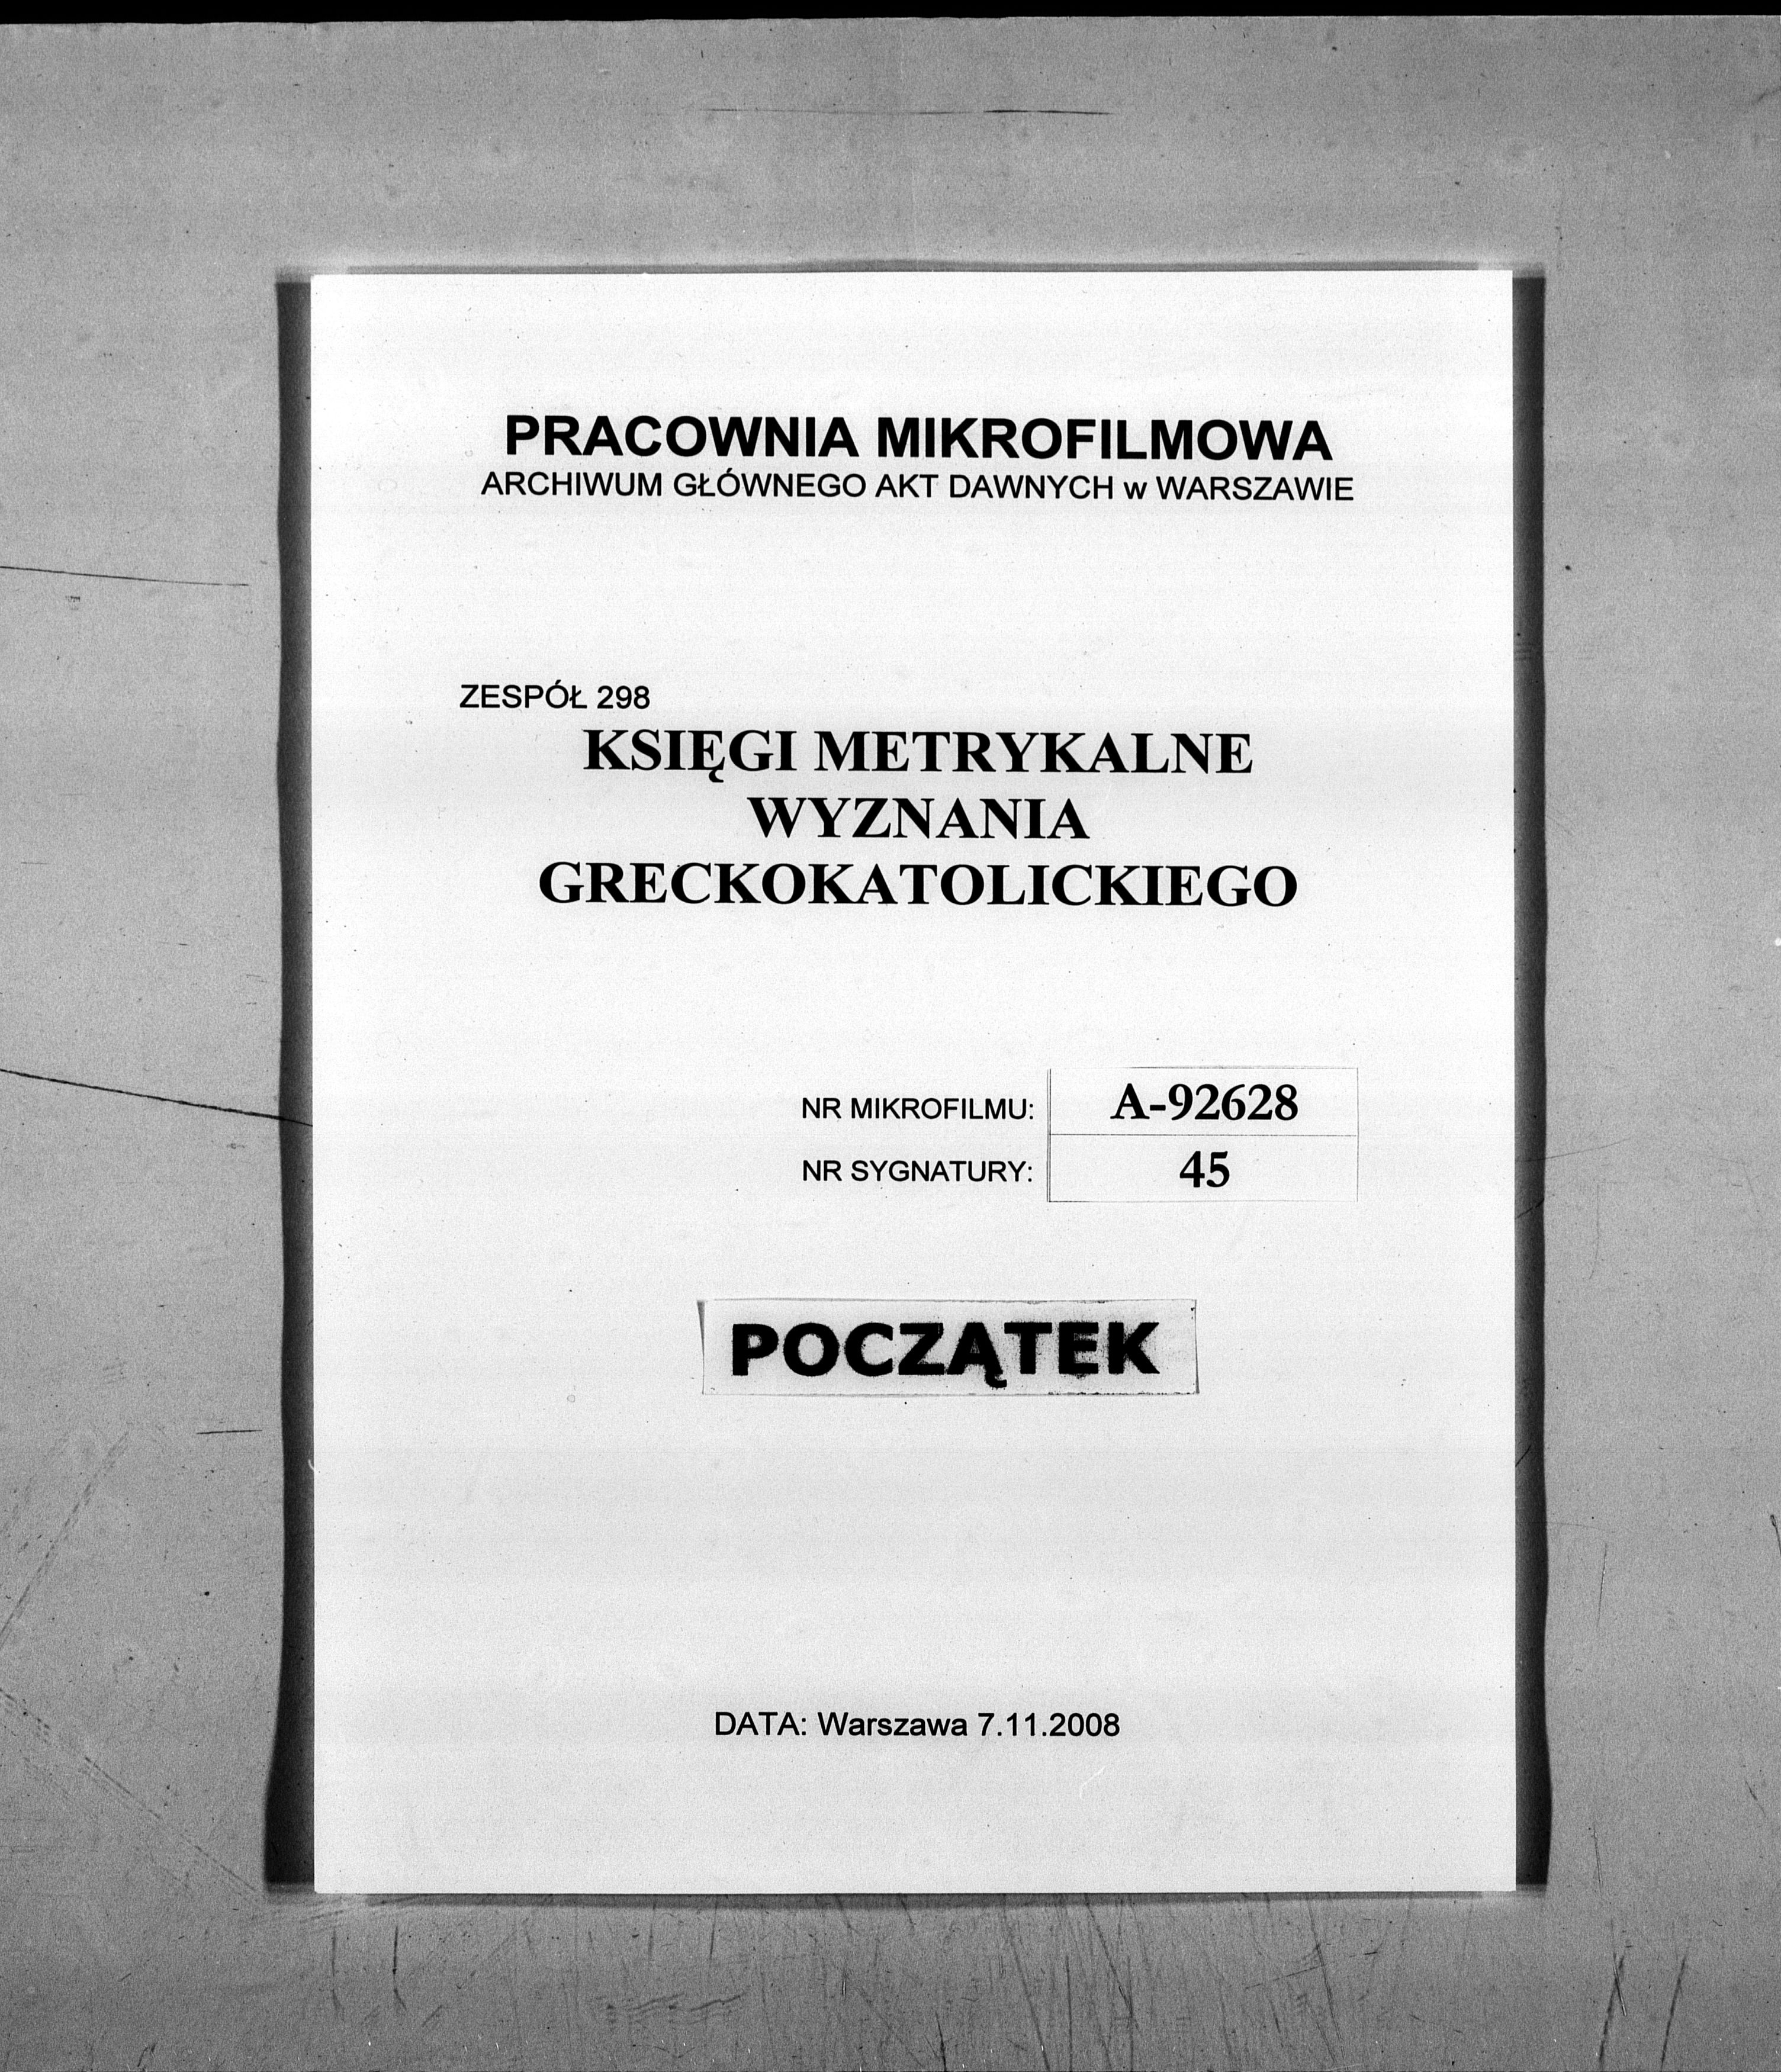 PRACOWNIA MIKROFILMOWA
ARCHIWUM GŁÓWNEGO AKT DAWNYCH w WARSZAWIE
ZESPÓŁ 298
KSIĘGI METRYKALNE
WYZNANIA
GRECKOKATOLICKIEGO
NR MIKROFILMU: A-92628
NR SYGNATURY: 45
POCZĄTEK
DATA: Warszawa 7.11.2008